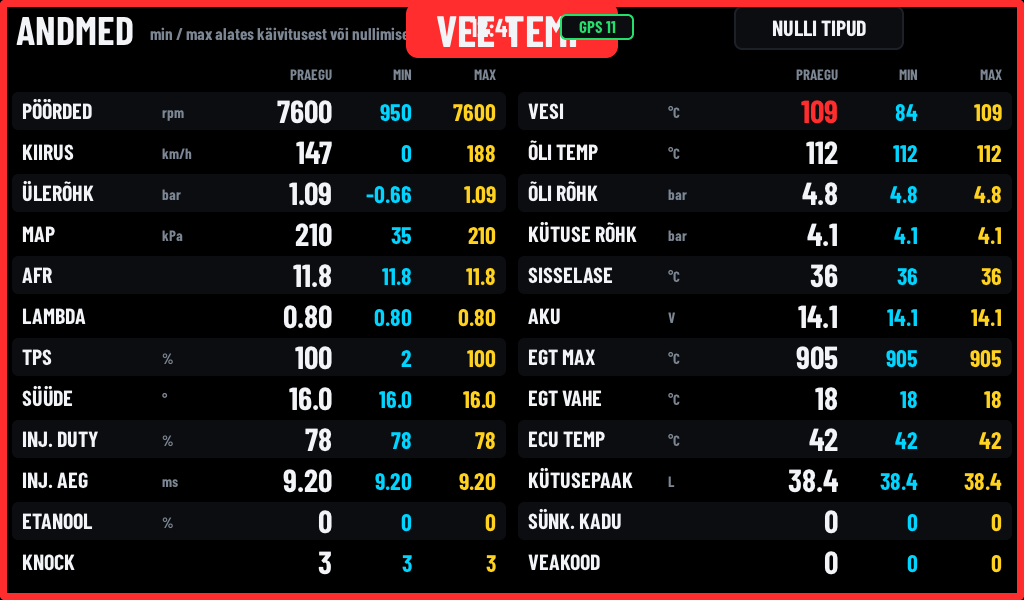 ANDMED min / max alates käivitusest või nullimise VEE TEMP GPS 11 NULLI TIPUD
PRAEGU MIN MAX PRAEGU MIN MAX
PÖÖRDED rpm 7600 950 7600 VESI °C 109 84 109
KIIRUS km/h 147 0 188 ÕLI TEMP °C 112 112 112
ÜLERÕHK bar 1.09 -0.66 1.09 ÕLI RÕHK bar 4.8 4.8 4.8
MAP kPa 210 35 210 KÜTUSE RÕHK bar 4.1 4.1 4.1
AFR 11.8 11.8 11.8 SISSELASE °C 36 36 36
LAMBDA 0.80 0.80 0.80 AKU V 14.1 14.1 14.1
TPS % 100 2 100 EGT MAX °C 905 905 905
SÜÜDE ° 16.0 16.0 16.0 EGT VAHE °C 18 18 18
INJ. DUTY % 78 78 78 ECU TEMP °C 42 42 42
INJ. AEG ms 9.20 9.20 9.20 KÜTUSEPAAK L 38.4 38.4 38.4
ETANOOL % 0 0 0 SÜNK. KADU 0 0 0
KNOCK 3 3 3 VEAKOOD 0 0 0